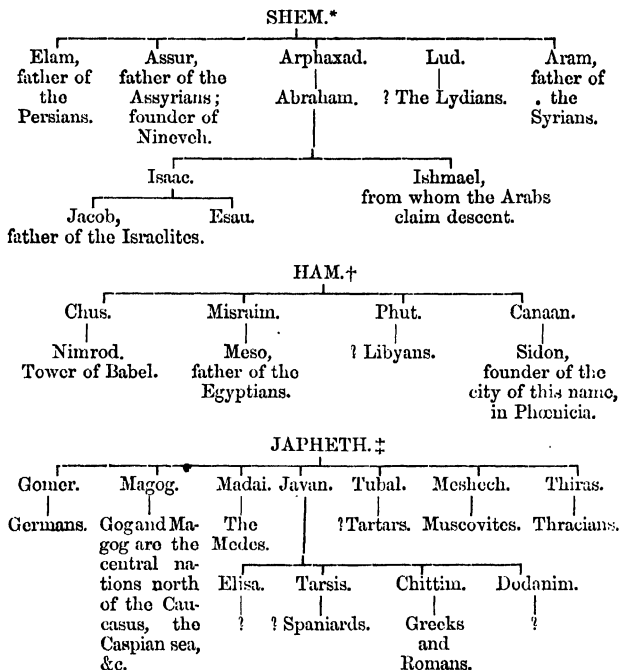 SHEM.*
Elam, Assur, Arphaxad. Lud. Aram,
father of father of the father of
the Assyrians; Abraham. ? The Lydians. the
Persians. founder of Syrians.
Nineveh.
Isaac. Ishmael,
from whom the Arabs
Jacob, Esau. claim descent.
father of the Israelites.
HAM.†
Chus. Misraim. Phut. Canaan.
Nimrod. Meso, ? Libyans. Sidon,
Tower of Babel. father of the founder of the
Egyptians. city of this name,
in Phœnicia.
JAPHETH.‡
Gomer. Magog. Madai. Javan. Tubal. Meshech. Thiras.
Germans. Gog and Ma- The ? Tartars. Muscovites. Thracians.
gog are the Medes.
central na-
tions north Elisa. Tarsis. Chittim. Dodanim.
of the Cau- ? ? Spaniards. Greeks ?
casus, the and
Caspian sea, Romans.
&c.